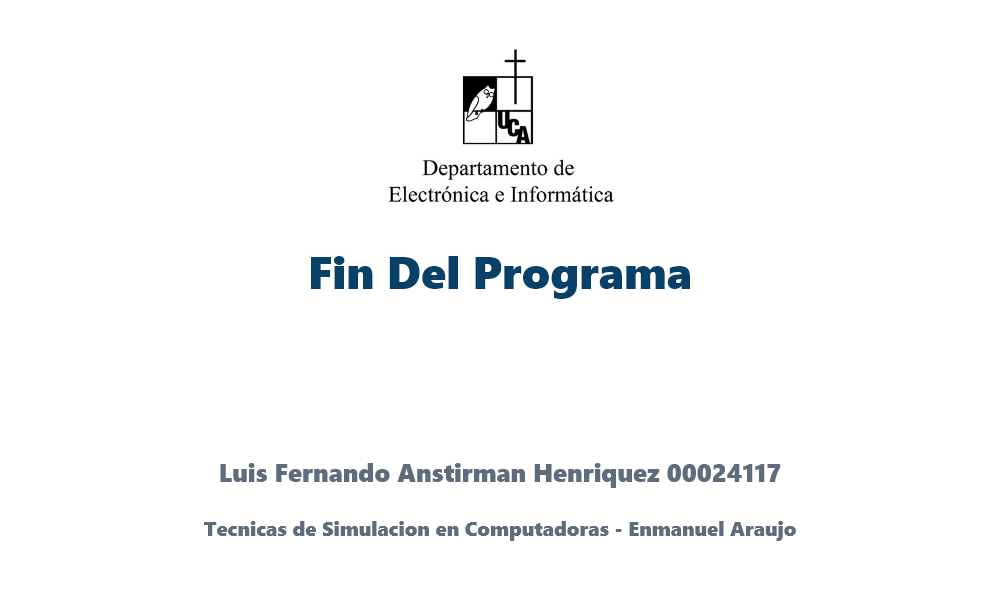 UCA
Departamento de
Electrónica e Informática
Fin Del Programa
Luis Fernando Anstirman Henriquez 00024117
Tecnicas de Simulacion en Computadoras - Enmanuel Araujo